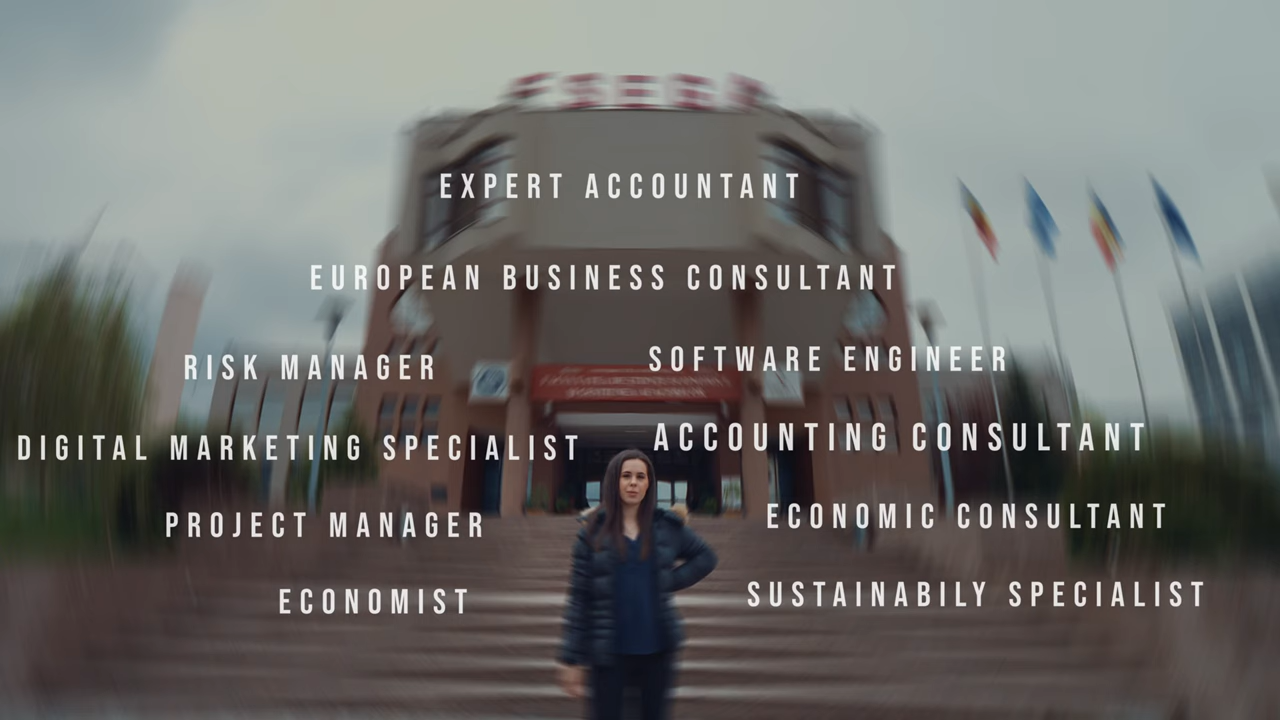 FSEGA
EXPERT ACCOUNTANT
EUROPEAN BUSINESS CONSULTANT
RISK MANAGER
SOFTWARE ENGINEER
DIGITAL MARKETING SPECIALIST
ACCOUNTING CONSULTANT
PROJECT MANAGER
ECONOMIC CONSULTANT
ECONOMIST
SUSTAINABILY SPECIALIST